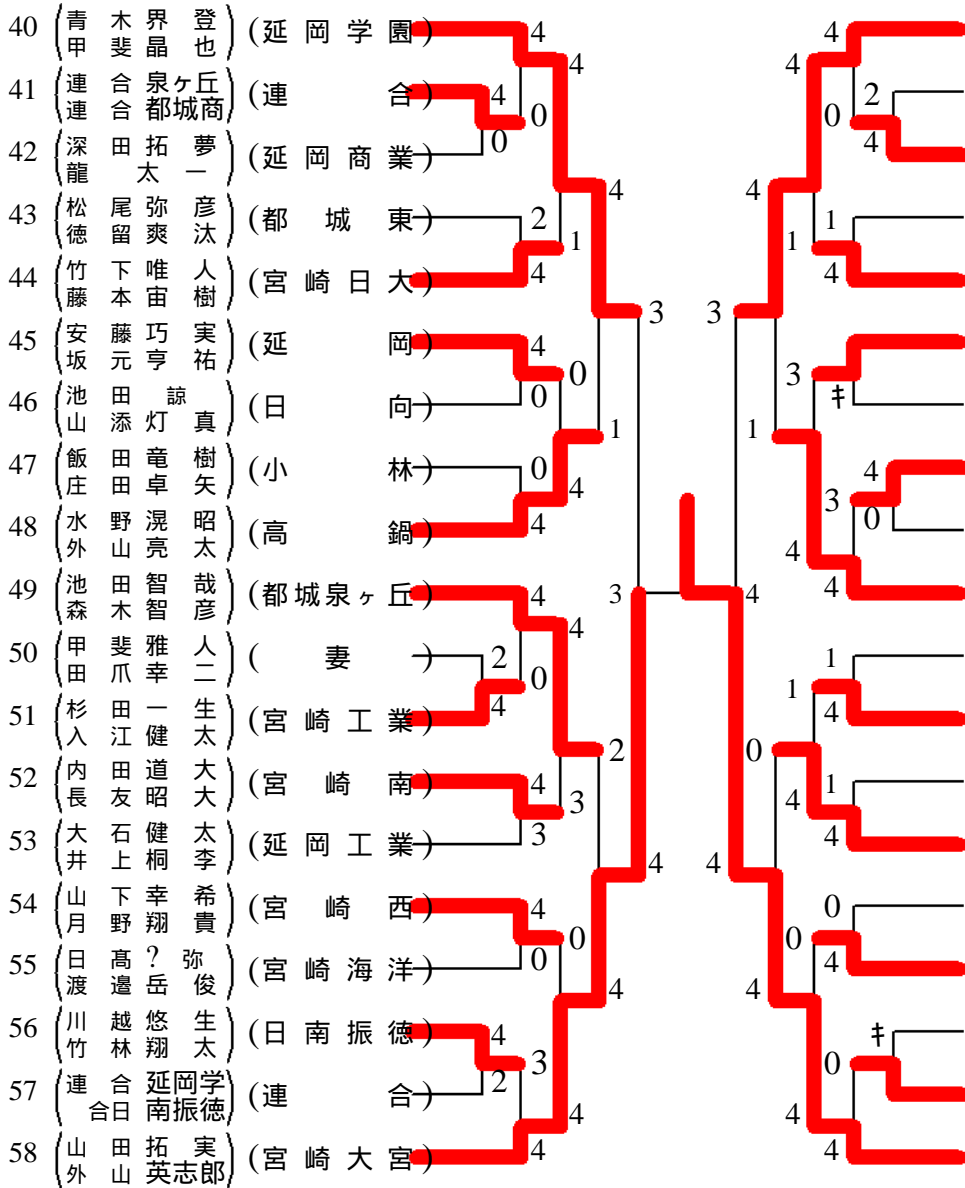 40 青木界登 (延岡学園) 4 4
甲斐晶也 4 4
41 連合 泉ヶ丘 (連合) 4 2
連合 都城商 0 0
42 深田拓夢 (延岡商業) 0 4
龍太一
4 4
43 松尾弥彦 (都城東) 2 1
徳留爽汰 1 1
44 竹下唯人 (宮崎日大) 4 4
藤本宙樹
3 3
45 安藤巧実 (延岡) 4
坂元亨祐 0 3
46 池田諒 (日向) 0 キ
山添灯真
1 1
47 飯田竜樹 (小林) 0 4
庄田卓矢 4 3
48 水野滉昭 (高鍋) 4 0
外山亮太
4
49 池田智哉 (都城泉ヶ丘) 4 3 4 4
森木智彦 4
50 甲斐雅人 (妻) 2 1
田爪幸二 0 1
51 杉田一生 (宮崎工業) 4 4
入江健太
2 0
52 内田道大 (宮崎南) 4 1
長友昭大 3 4
53 大石健太 (延岡工業) 3 4
井上桐李
4 4
54 山下幸希 (宮崎西) 4 0
月野翔貴 0 0
55 日髙?弥 (宮崎海洋) 0 4
渡邉岳俊
4 4
56 川越悠生 (日南振徳) 4 キ
竹林翔太 3 0
57 連合 延岡学 (連合) 2
合日 南振徳 4 4
58 山田拓実 (宮崎大宮) 4 4
外山英志郎